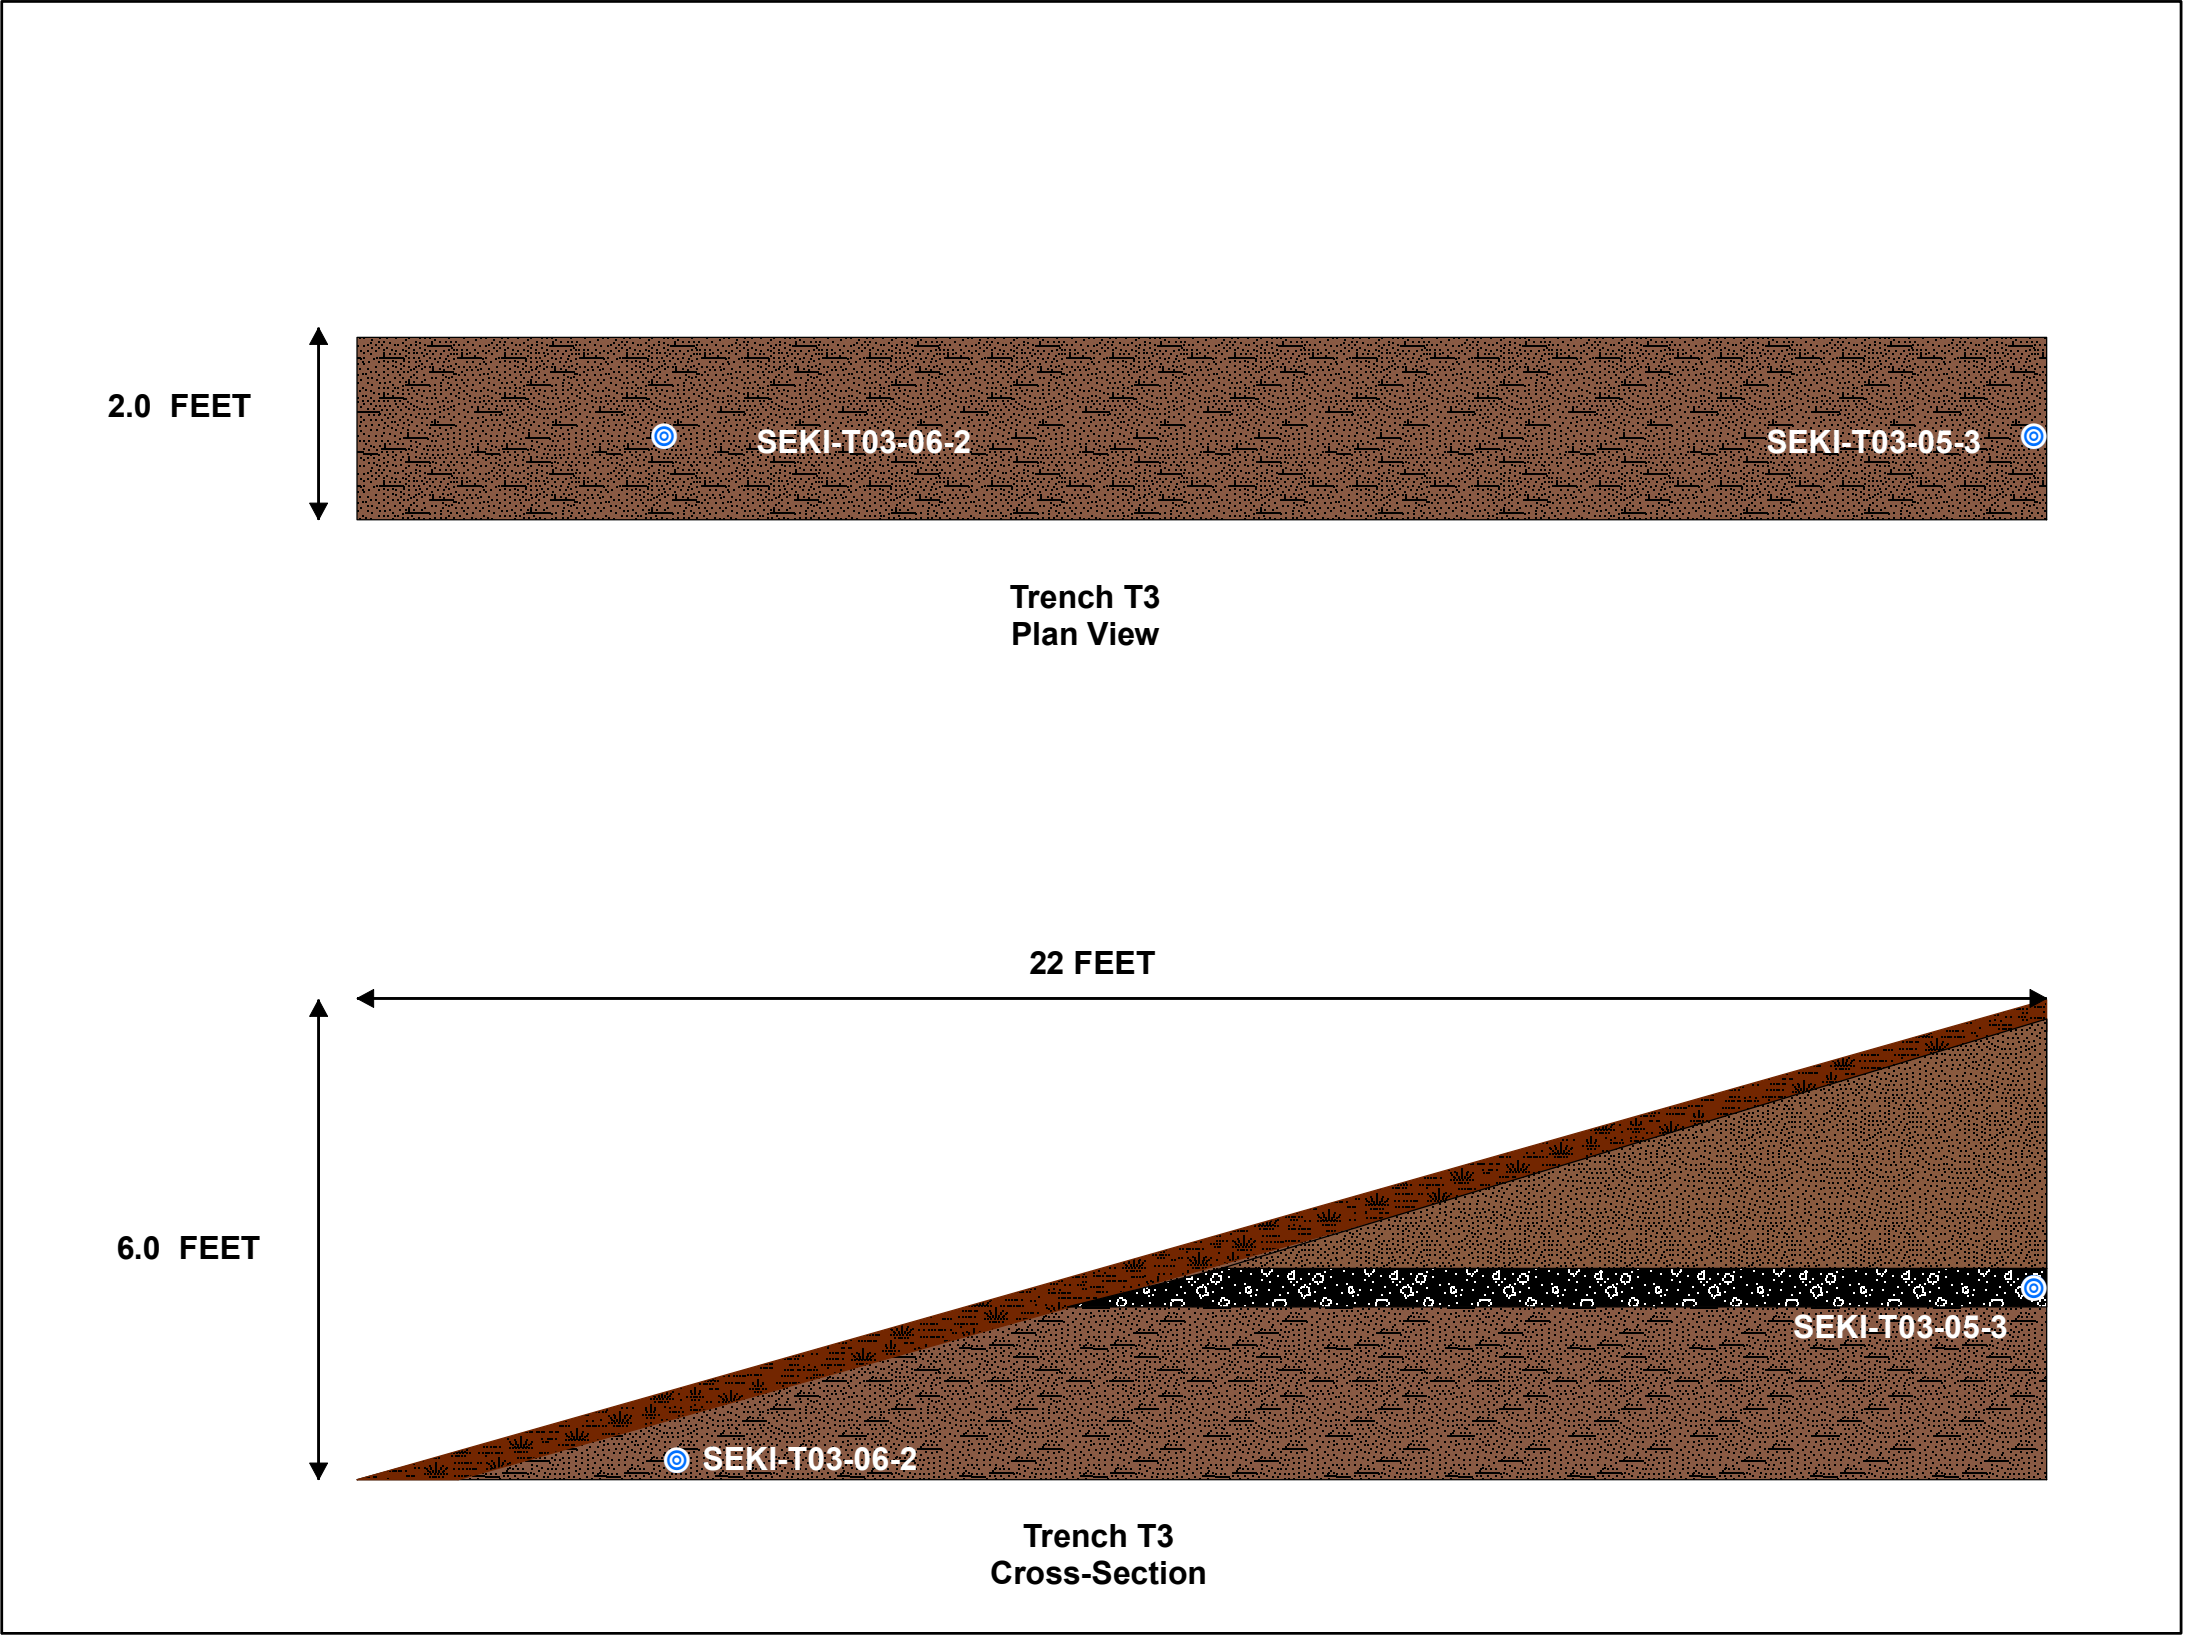 2.0 FEET
SEKI-T03-06-2
SEKI-T03-05-3
Trench T3
Plan View
22 FEET
6.0 FEET
SEKI-T03-05-3
SEKI-T03-06-2
Trench T3
Cross-Section